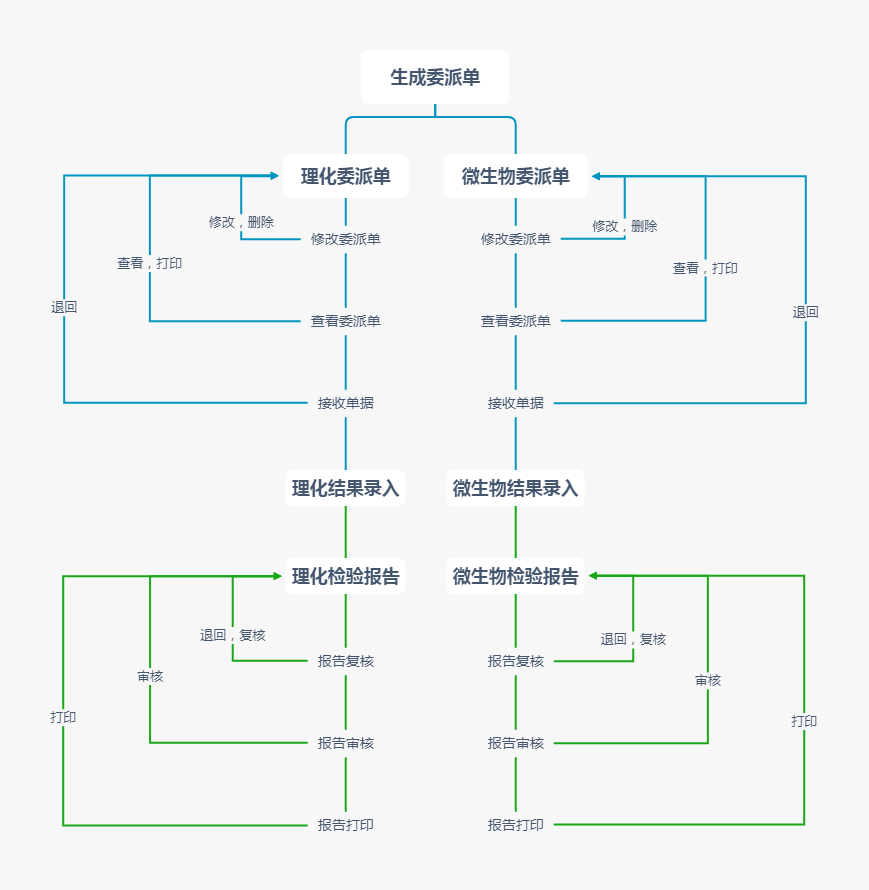 生成委派单
理化委派单
微生物委派单
修改，删除
修改委派单
修改委派单
修改，删除
查看，打印
查看，打印
退回
查看委派单
查看委派单
退回
接收单据
接收单据
理化结果录入
微生物结果录入
理化检验报告
微生物检验报告
退回，复核
退回，复核
报告复核
报告复核
审核
审核
打印
打印
报告审核
报告审核
报告打印
报告打印